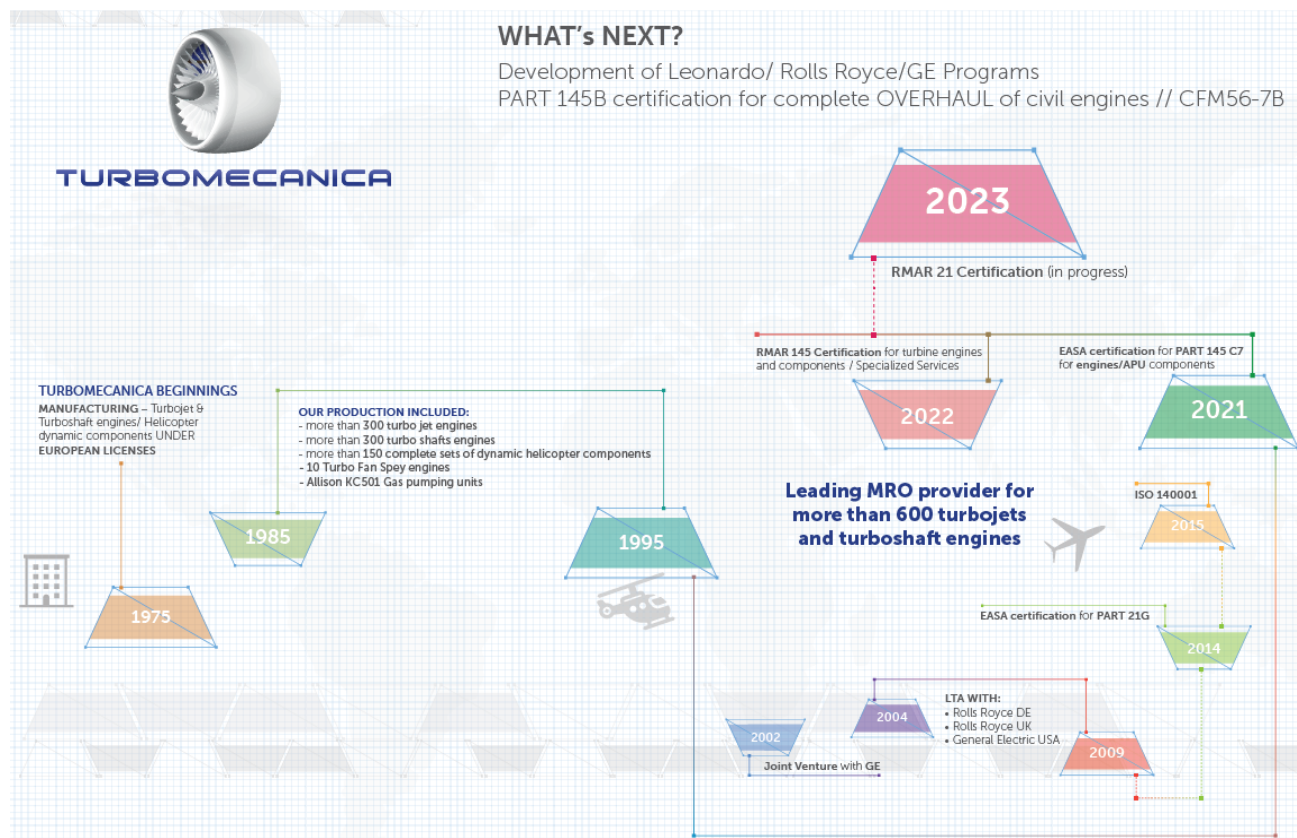 WHAT's NEXT?
Development of Leonardo/ Rolls Royce/GE Programs
PART 145B certification for complete OVERHAUL of civil engines // CFM56-7B
TURBOMECANICA
2023
RMAR 21 Certification (in progress)
RMAR 145 Certification for turbine engines
and components / Specialized Services
2022
EASA certification for PART 145 C7
for engines/APU components
2021
TURBOMECANICA BEGINNINGS
MANUFACTURING – Turbojet &
Turboshaft engines/ Helicopter
dynamic components UNDER
EUROPEAN LICENSES
1975
1985
OUR PRODUCTION INCLUDED:
- more than 300 turbo jet engines
- more than 300 turbo shafts engines
- more than 150 complete sets of dynamic helicopter components
- 10 Turbo Fan Spey engines
- Allison KC501 Gas pumping units
1995
Leading MRO provider for
more than 600 turbojets
and turboshaft engines
ISO 140001
2015
EASA certification for PART 21G
2014
2002
Joint Venture with GE
2004
LTA WITH:
• Rolls Royce DE
• Rolls Royce UK
• General Electric USA
2009